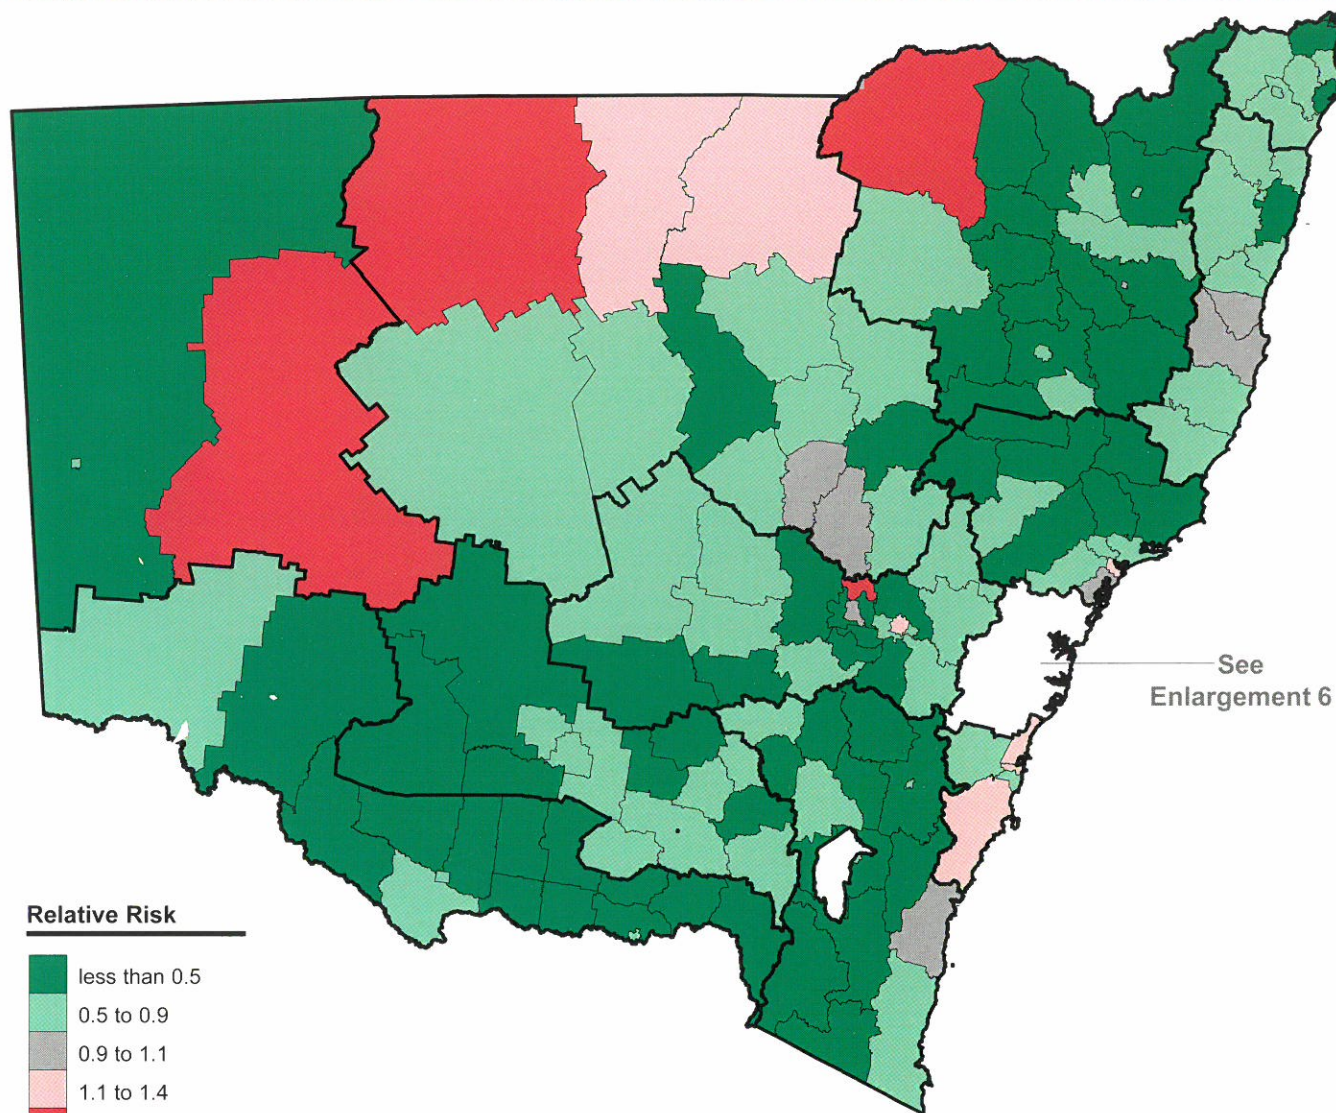 See
Enlargement 6
Relative Risk
less than 0.5
0.5 to 0.9
0.9 to 1.1
1.1 to 1.4